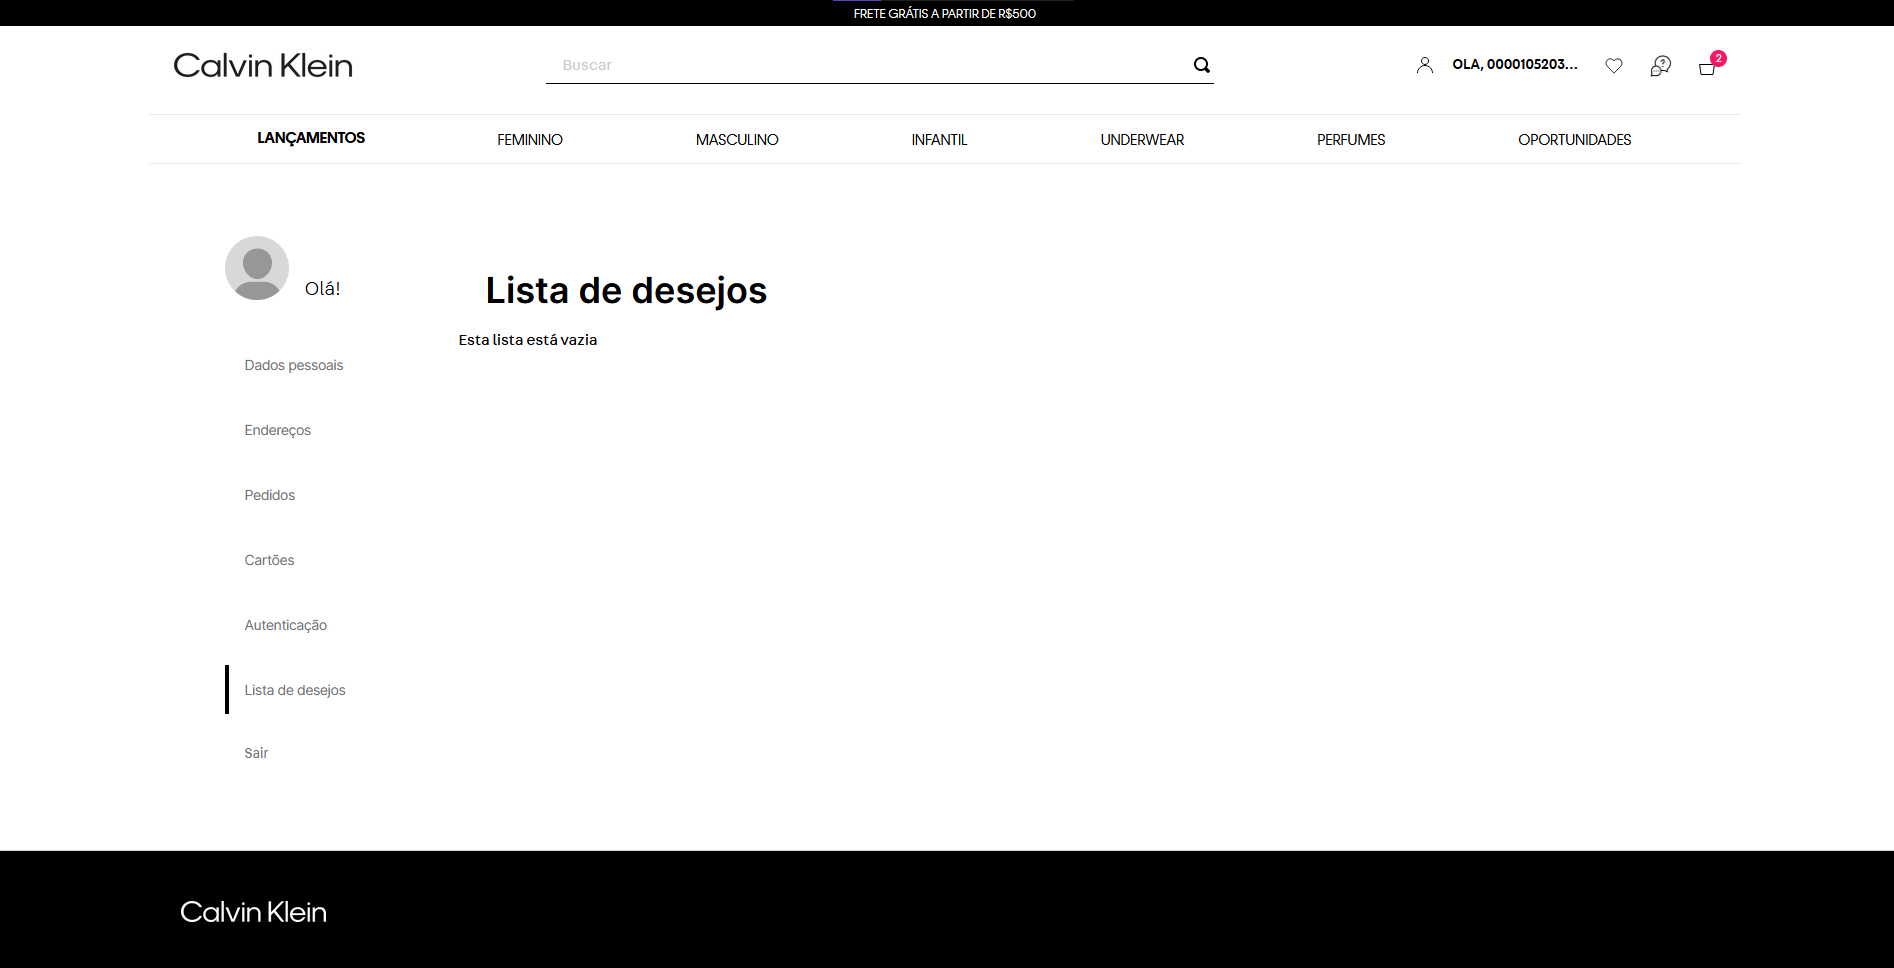 FRETE GRÁTIS A PARTIR DE R$500
Calvin Klein
Buscar
OLA, 0000105203...
2
LANÇAMENTOS
FEMININO
MASCULINO
INFANTIL
UNDERWEAR
PERFUMES
OPORTUNIDADES
Olá!
Lista de desejos
Esta lista está vazia
Dados pessoais
Endereços
Pedidos
Cartões
Autenticação
Lista de desejos
Sair
Calvin Klein